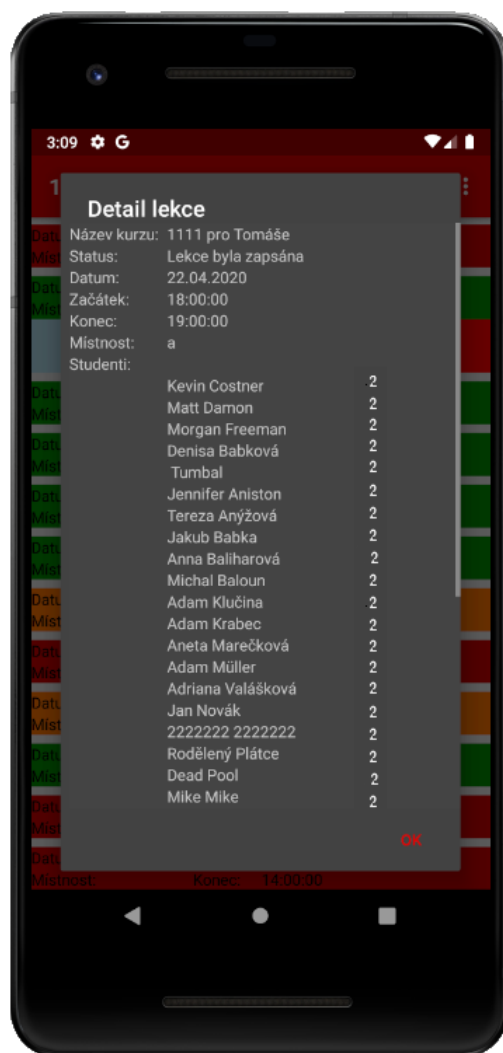 3:09 G
1
Detail lekce
Název kurzu: 1111 pro Tomáše
Status: Lekce byla zapsána
Datum: 22.04.2020
Začátek: 18:00:00
Konec: 19:00:00
Místnost: a
Studenti:
Kevin Costner .2
Matt Damon 2
Morgan Freeman 2
Denisa Babková 2
Tumbal 2
Jennifer Aniston 2
Tereza Anýžová 2
Jakub Babka 2
Anna Baliharová 2
Michal Baloun 2
Adam Klučina .2
Adam Krabec 2
Aneta Marečková 2
Adam Müller 2
Adriana Valášková 2
Jan Novák 2
2222222 2222222 2
Rodělený Plátce 2
Dead Pool 2
Mike Mike 2
OK
Místnost: Konec: 14:00:00